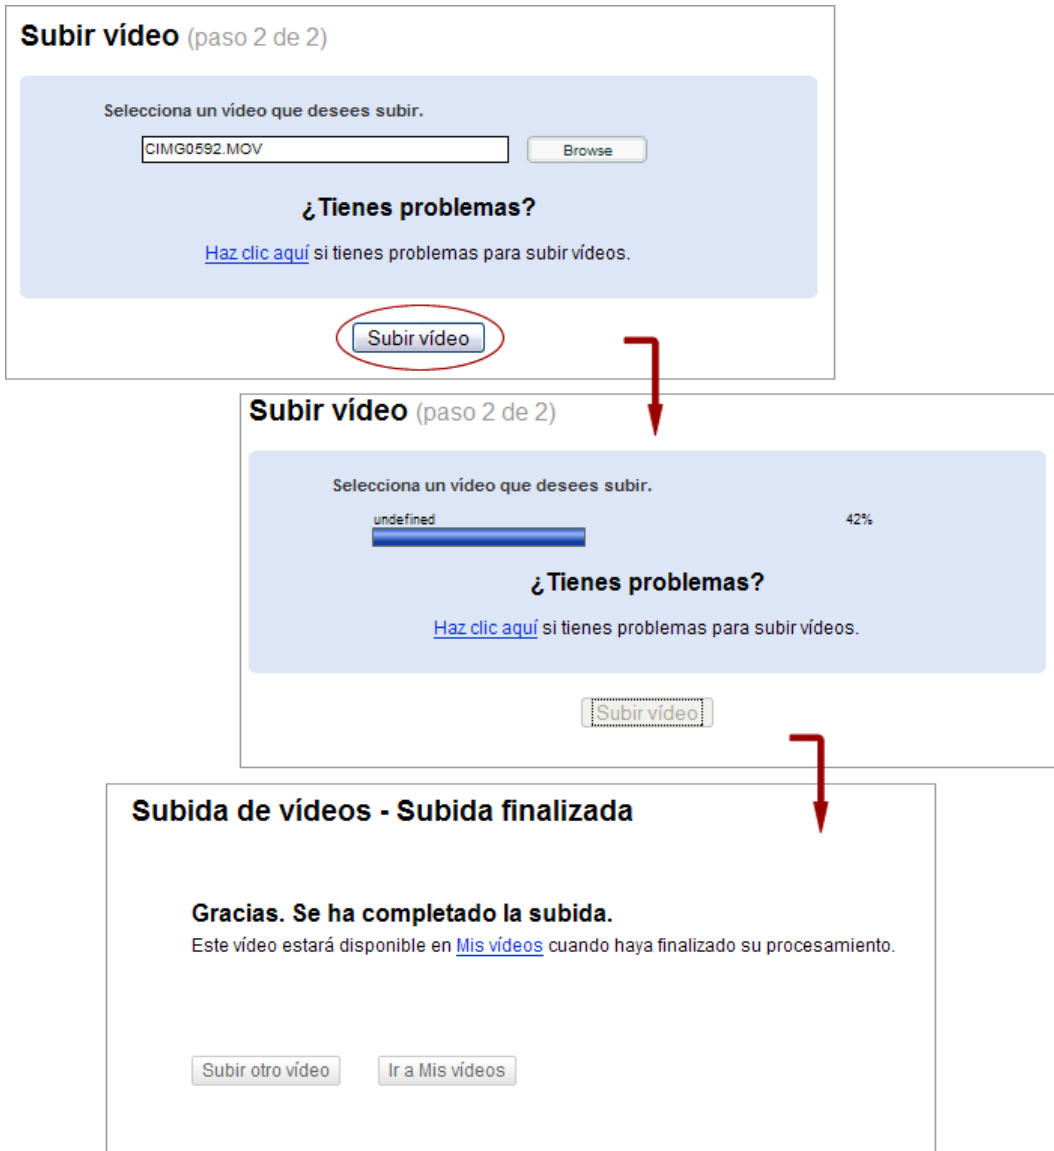 Subir vídeo (paso 2 de 2)
Selecciona un vídeo que desees subir.
CIMG0592.MOV
Browse
¿Tienes problemas?
Haz clic aquí si tienes problemas para subir vídeos.
Subir vídeo
Subir vídeo (paso 2 de 2)
Selecciona un vídeo que desees subir.
undefined
42%
¿Tienes problemas?
Haz clic aquí si tienes problemas para subir vídeos.
Subir vídeo
Subida de vídeos - Subida finalizada
Gracias. Se ha completado la subida.
Este vídeo estará disponible en Mis vídeos cuando haya finalizado su procesamiento.
Subir otro vídeo
Ir a Mis vídeos